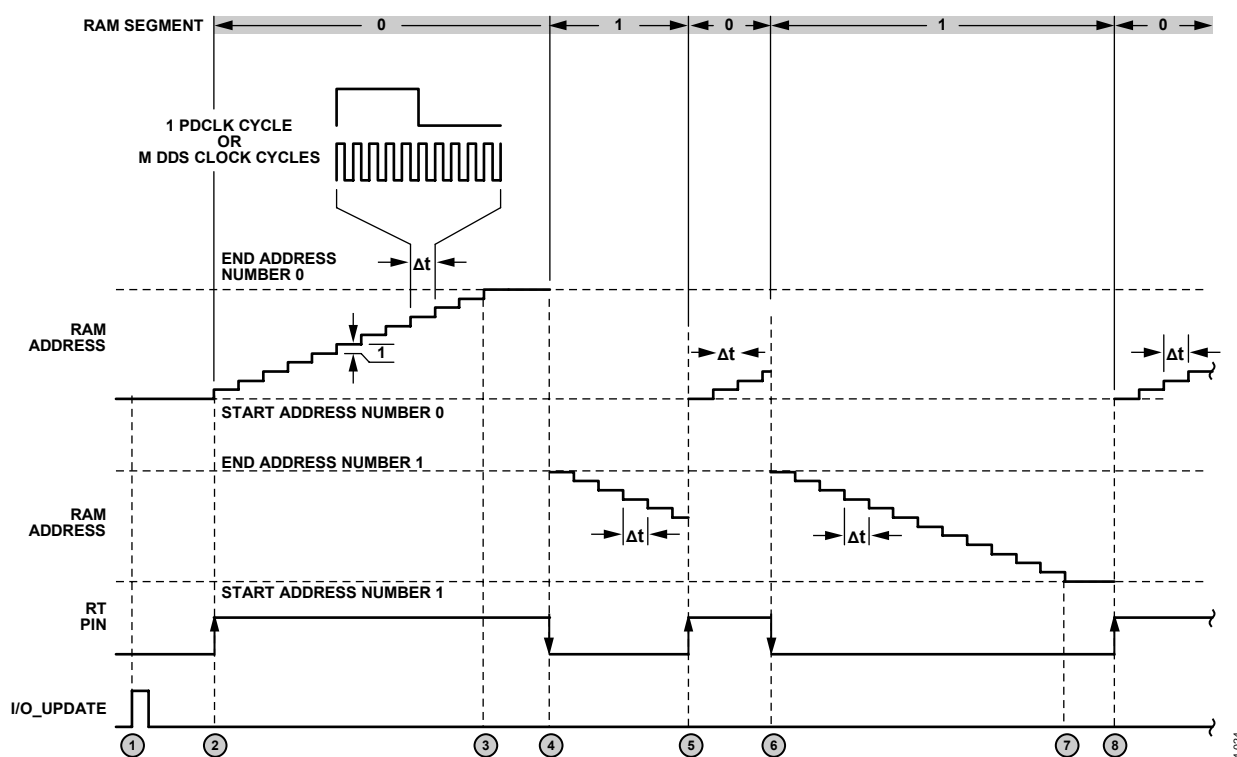 RAM SEGMENT
0
1
0
1
0
1 PDCLK CYCLE
OR
M DDS CLOCK CYCLES
END ADDRESS
NUMBER 0
Δt
RAM
ADDRESS
1
Δt
Δt
START ADDRESS NUMBER 0
END ADDRESS NUMBER 1
RAM
ADDRESS
Δt
Δt
START ADDRESS NUMBER 1
RT
PIN
I/O_UPDATE
1
2
3
4
5
6
7
8